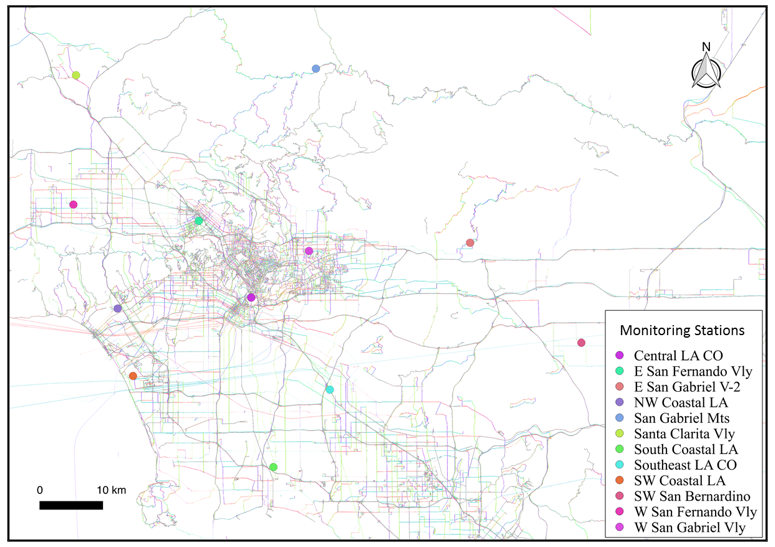 N
Monitoring Stations
Central LA CO
E San Fernando Vly
E San Gabriel V-2
NW Coastal LA
San Gabriel Mts
Santa Clarita Vly
South Coastal LA
Southeast LA CO
SW Coastal LA
SW San Bernardino
W San Fernando Vly
W San Gabriel Vly
0 10 km